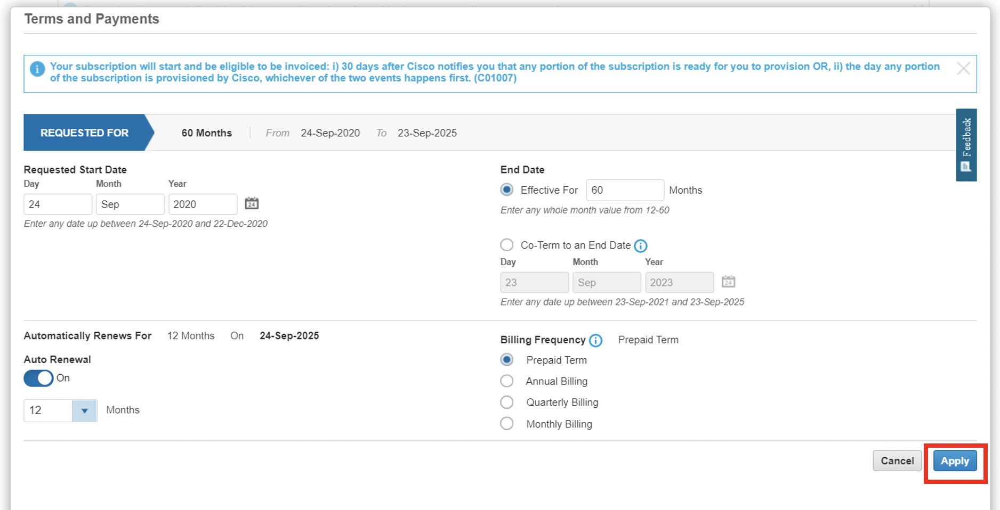 Terms and Payments
Your subscription will start and be eligible to be invoiced: i) 30 days after Cisco notifies you that any portion of the subscription is ready for you to provision OR, ii) the day any portion
of the subscription is provisioned by Cisco, whichever of the two events happens first. (C01007)
REQUESTED FOR 60 Months From 24-Sep-2020 To 23-Sep-2025
Feedback
Requested Start Date
Day Month Year
24 Sep 2020 24
Enter any date up between 24-Sep-2020 and 22-Dec-2020
End Date
Effective For 60 Months
Enter any whole month value from 12-60
Co-Term to an End Date
Day Month Year
23 Sep 2023 24
Enter any date up between 23-Sep-2021 and 23-Sep-2025
Automatically Renews For 12 Months On 24-Sep-2025
Auto Renewal
On
12 Months
Billing Frequency Prepaid Term
Prepaid Term
Annual Billing
Quarterly Billing
Monthly Billing
Cancel Apply